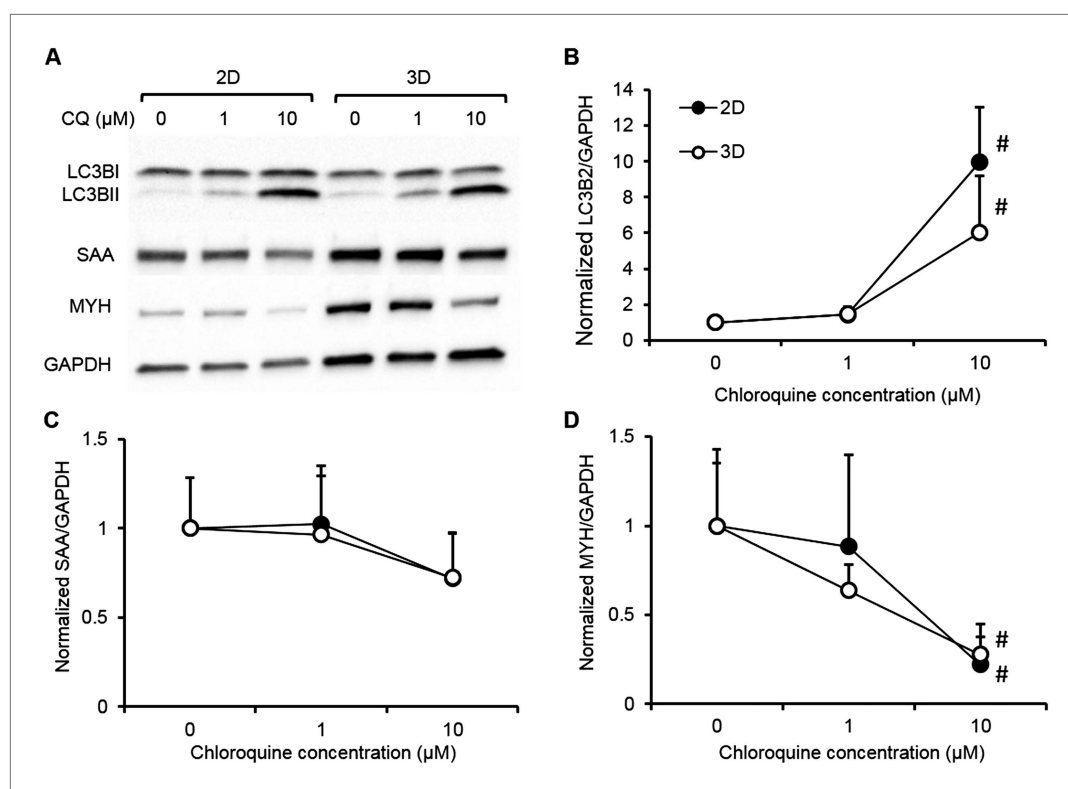 A
2D 3D
CQ (µM) 0 1 10 0 1 10
LC3BI
LC3BII
SAA
MYH
GAPDH
B
Normalized LC3B2/GAPDH
14
12
10
8
6
4
2
0
2D
3D
#
#
0 1 10
Chloroquine concentration (µM)
C
Normalized SAA/GAPDH
1.5
1
0.5
0
0 1 10
Chloroquine concentration (µM)
D
Normalized MYH/GAPDH
1.5
1
0.5
0
#
#
0 1 10
Chloroquine concentration (µM)